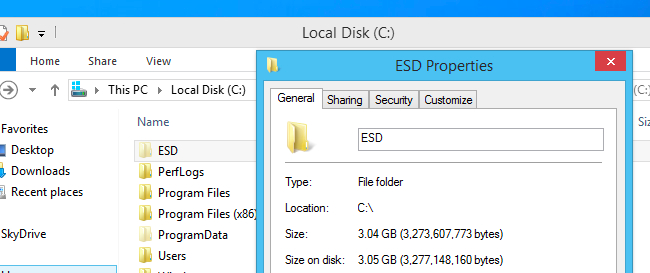 Local Disk (C:)
Home Share View
ESD Properties
This PC Local Disk (C:)
(C:)
General Sharing Security Customize
Favorites
Name
Desktop
Downloads
Recent places
ESD
PerfLogs
Program Files
Program Files (x86)
ProgramData
Users
ESD
Type: File folder
Location: C:\
Size: 3.04 GB (3,273,607,773 bytes)
Size on disk: 3.05 GB (3,277,148,160 bytes)
SkyDrive